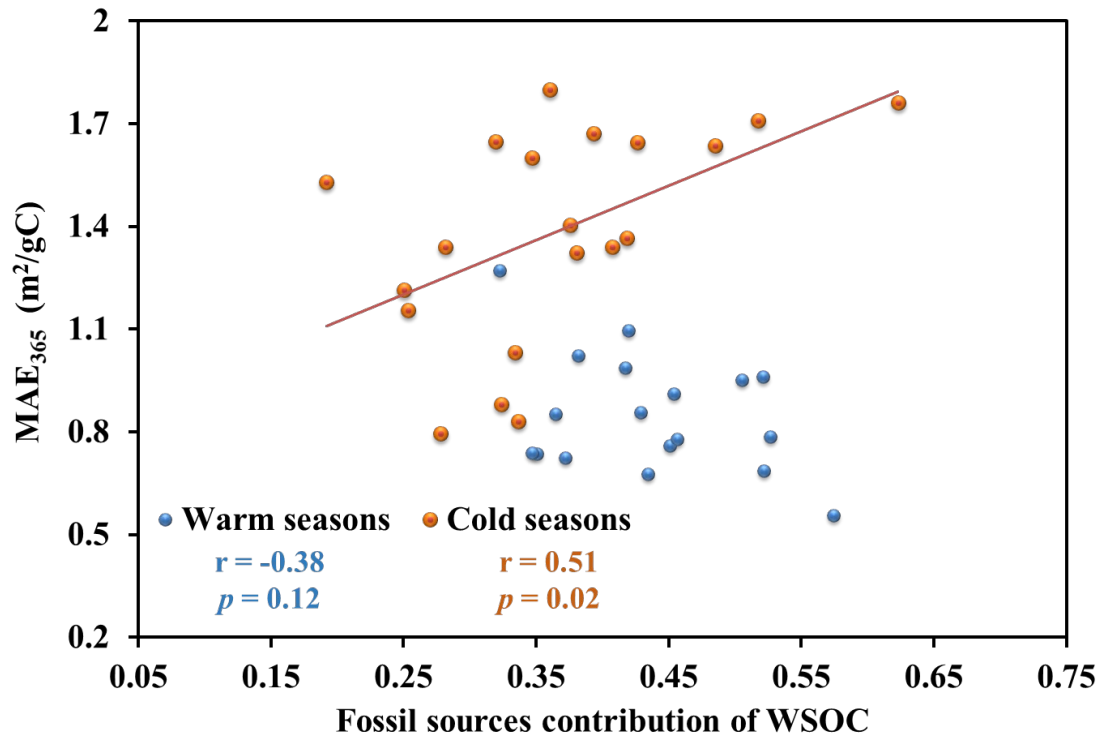 2
1.7
1.4
1.1
0.8
0.5
0.2
MAE365 (m²/gC)
Warm seasons Cold seasons
r = -0.38 r = 0.51
p = 0.12 p = 0.02
0.05 0.15 0.25 0.35 0.45 0.55 0.65 0.75
Fossil sources contribution of WSOC